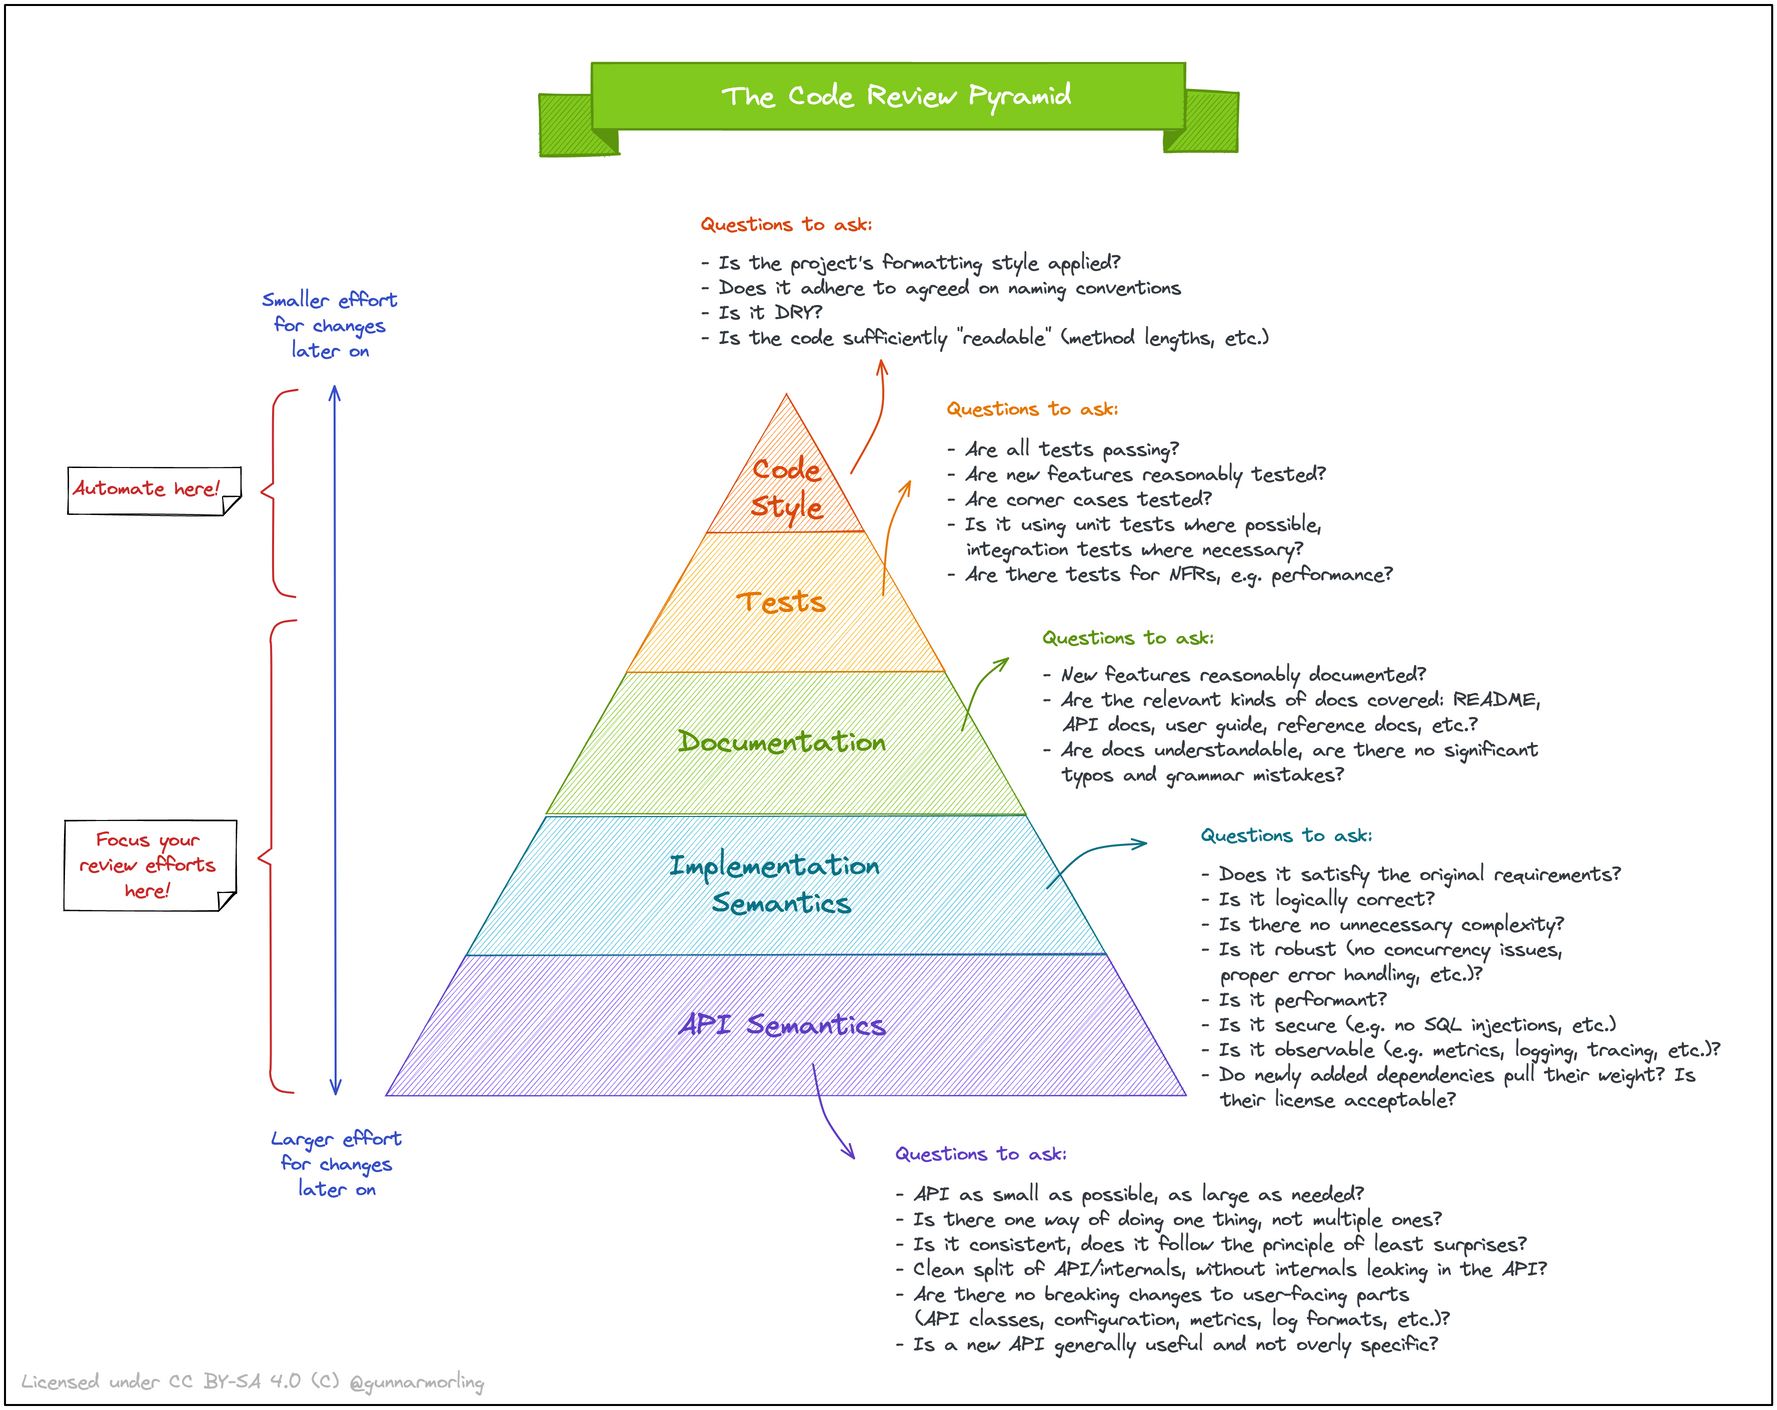 The Code Review Pyramid
Questions to ask:
- Is the project's formatting style applied?
- Does it adhere to agreed on naming conventions
- Is it DRY?
- Is the code sufficiently "readable" (method lengths, etc.)
Smaller effort
for changes
later on
Automate here!
Focus your
review efforts
here!
Larger effort
for changes
later on
Code
Style
Questions to ask:
- Are all tests passing?
- Are new features reasonably tested?
- Are corner cases tested?
- Is it using unit tests where possible,
integration tests where necessary?
- Are there tests for NFRs, e.g. performance?
Tests
Questions to ask:
- New features reasonably documented?
- Are the relevant kinds of docs covered: README,
API docs, user guide, reference docs, etc.?
- Are docs understandable, are there no significant
typos and grammar mistakes?
Documentation
Questions to ask:
- Does it satisfy the original requirements?
- Is it logically correct?
- Is there no unnecessary complexity?
- Is it robust (no concurrency issues,
proper error handling, etc.)?
- Is it performant?
- Is it secure (e.g. no SQL injections, etc.)
- Is it observable (e.g. metrics, logging, tracing, etc.)?
- Do newly added dependencies pull their weight? Is
their license acceptable?
Implementation
Semantics
API Semantics
Questions to ask:
- API as small as possible, as large as needed?
- Is there one way of doing one thing, not multiple ones?
- Is it consistent, does it follow the principle of least surprises?
- Clean split of API/internals, without internals leaking in the API?
- Are there no breaking changes to user-facing parts
(API classes, configuration, metrics, log formats, etc.)?
- Is a new API generally useful and not overly specific?
Licensed under CC BY-SA 4.0 (C) @gunnarmorling